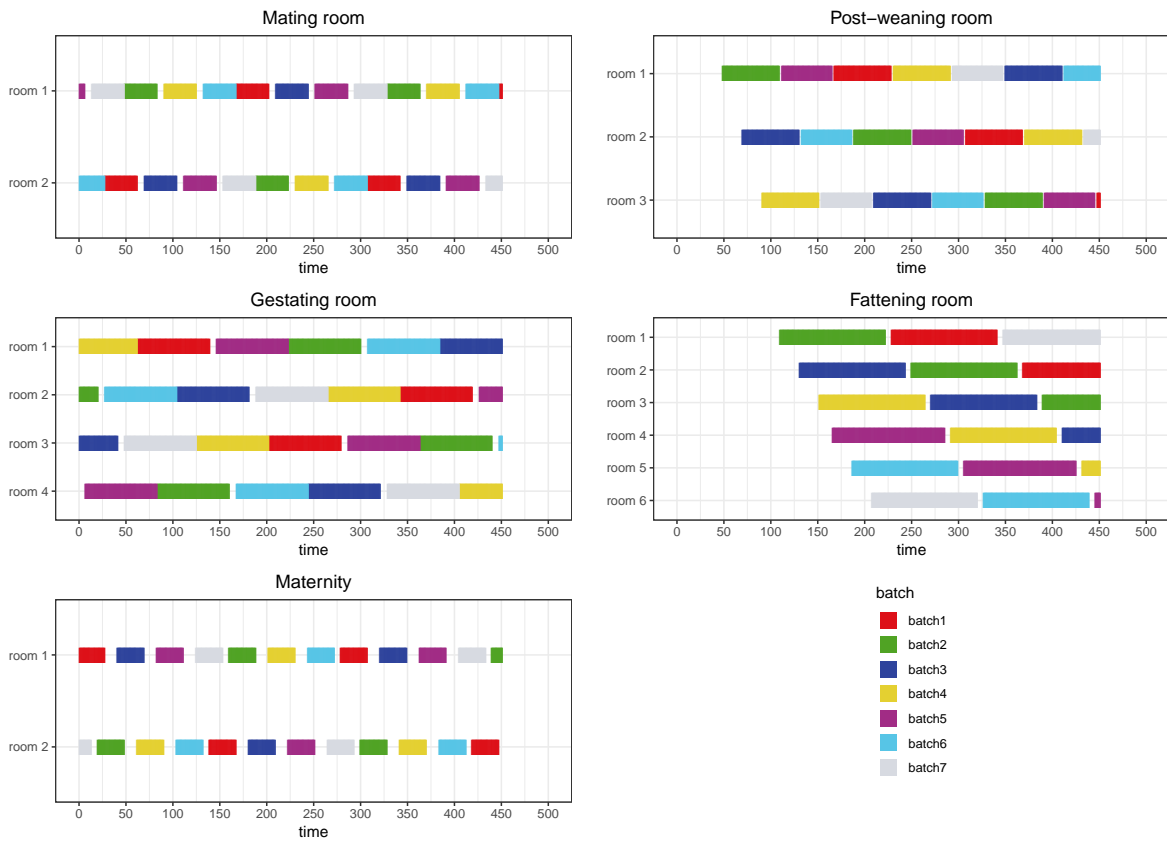 Mating room
room 1
room 2
0 50 100 150 200 250 300 350 400 450 500
time
Post−weaning room
room 1
room 2
room 3
0 50 100 150 200 250 300 350 400 450 500
time
Gestating room
room 1
room 2
room 3
room 4
0 50 100 150 200 250 300 350 400 450 500
time
Fattening room
room 1
room 2
room 3
room 4
room 5
room 6
0 50 100 150 200 250 300 350 400 450 500
time
Maternity
room 1
room 2
0 50 100 150 200 250 300 350 400 450 500
time
batch
batch1
batch2
batch3
batch4
batch5
batch6
batch7